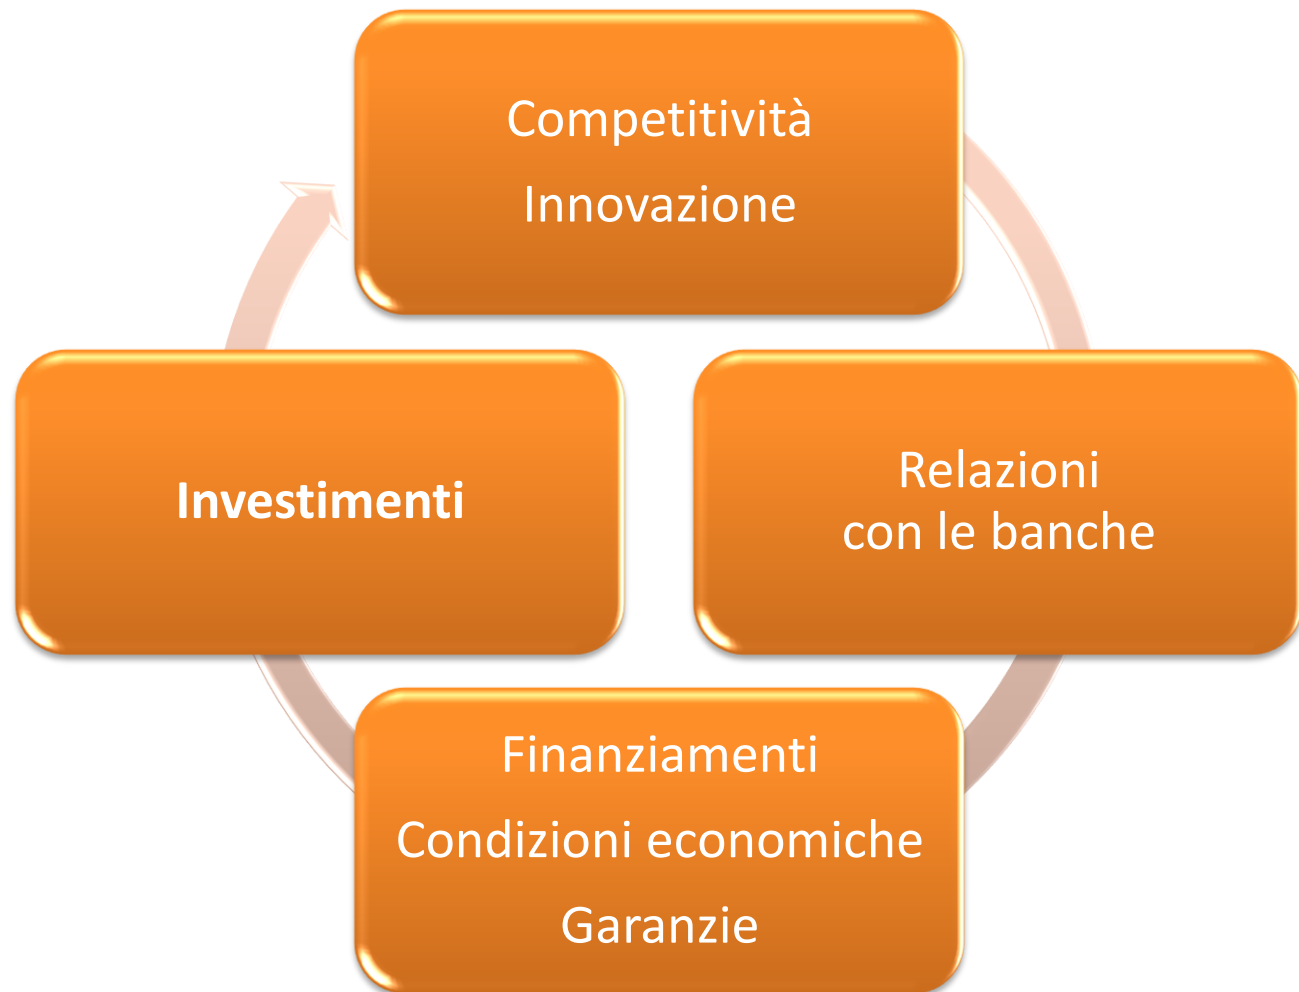 Competitività
Innovazione
Investimenti
Relazioni
con le banche
Finanziamenti
Condizioni economiche
Garanzie